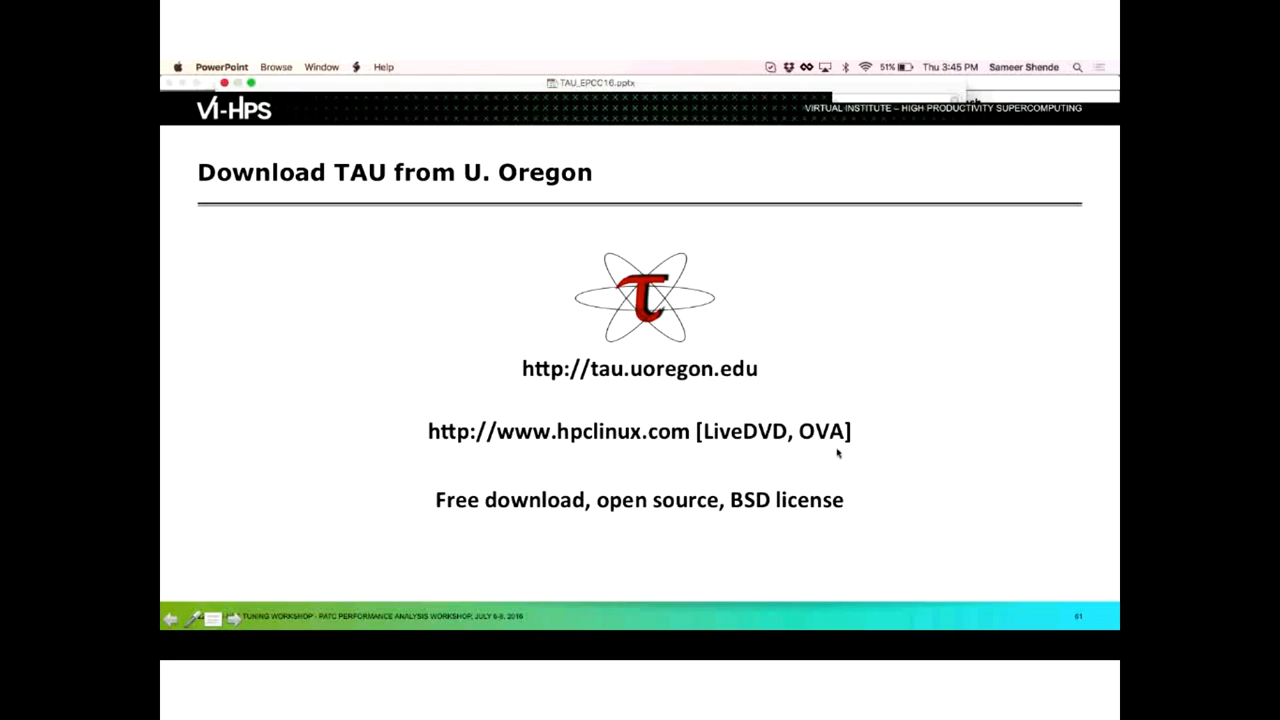 PowerPoint Browse Window Help 51% Thu 3:45 PM Sameer Shende
TAU_EPCC16.pptx
VI-HPS VIRTUAL INSTITUTE – HIGH PRODUCTIVITY SUPERCOMPUTING
Download TAU from U. Oregon
τ
http://tau.uoregon.edu
http://www.hpclinux.com [LiveDVD, OVA]
Free download, open source, BSD license
TUNING WORKSHOP - PATC PERFORMANCE ANALYSIS WORKSHOP, JULY 6-8, 2016 61